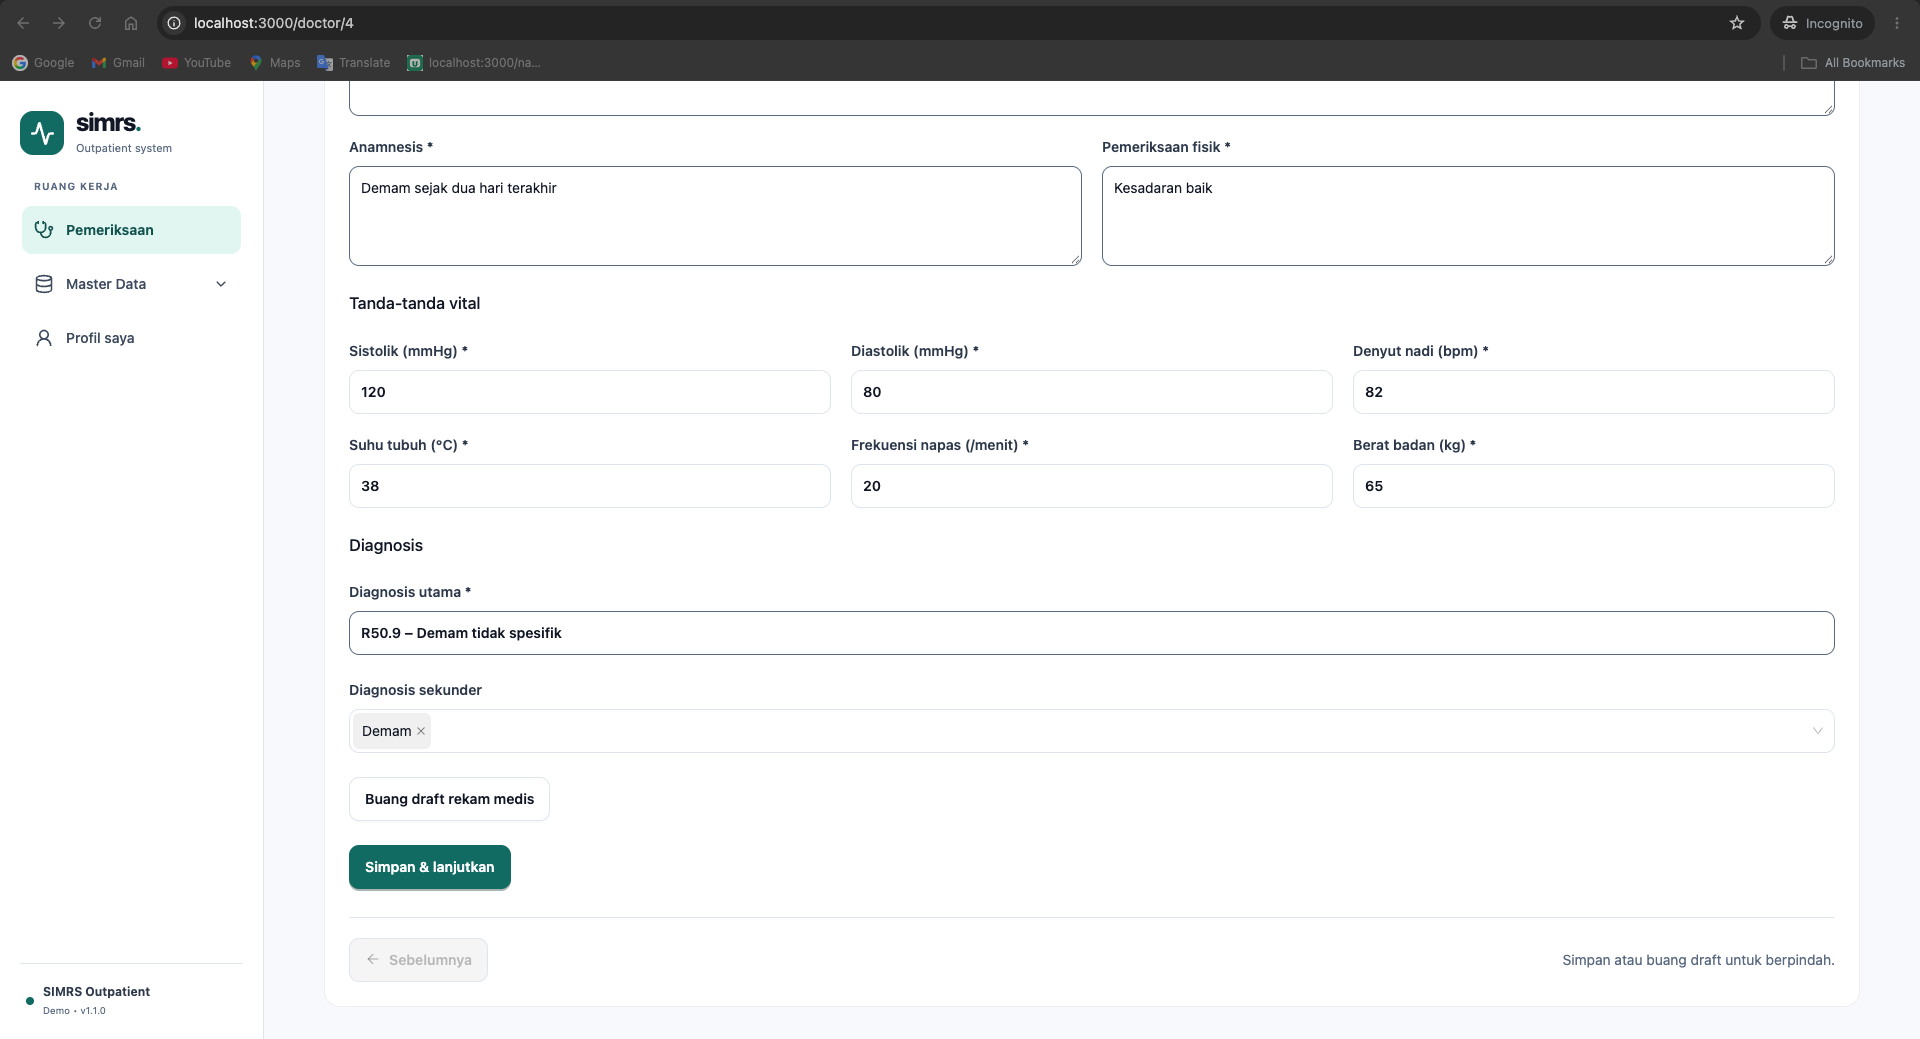 localhost:3000/doctor/4
Incognito
Google
Gmail
YouTube
Maps
Translate
localhost:3000/na...
All Bookmarks
simrs.
Outpatient system
RUANG KERJA
Pemeriksaan
Master Data
Profil saya
Anamnesis *
Pemeriksaan fisik *
Demam sejak dua hari terakhir
Kesadaran baik
Tanda-tanda vital
Sistolik (mmHg) *
Diastolik (mmHg) *
Denyut nadi (bpm) *
120
80
82
Suhu tubuh (°C) *
Frekuensi napas (/menit) *
Berat badan (kg) *
38
20
65
Diagnosis
Diagnosis utama *
R50.9 – Demam tidak spesifik
Diagnosis sekunder
Demam
Buang draft rekam medis
Simpan & lanjutkan
Sebelumnya
Simpan atau buang draft untuk berpindah.
SIMRS Outpatient
Demo • v1.1.0